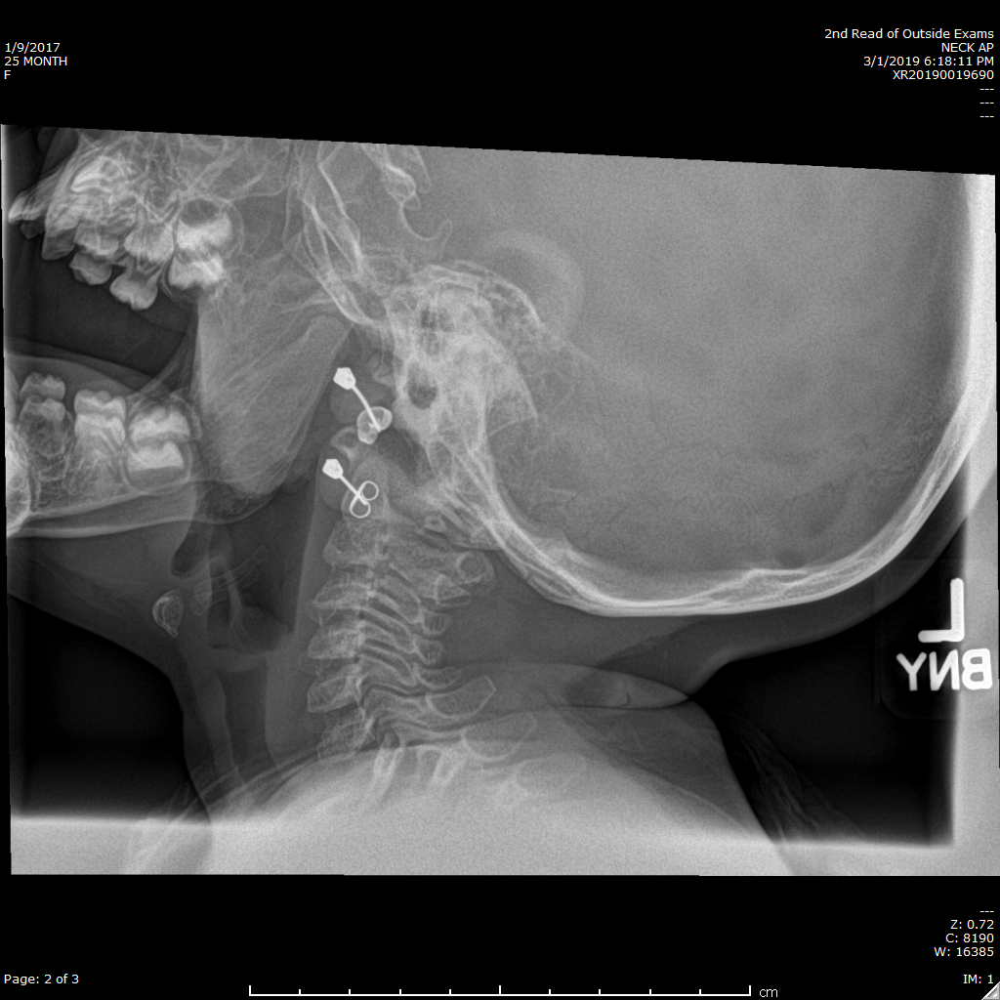 1/9/2017
25 MONTH
F
2nd Read of Outside Exams
NECK AP
3/1/2019 6:18:11 PM
XR20190019690
---
---
---
L
BNY
---
Z: 0.72
C: 8190
W: 16385
Page: 2 of 3
IM: 1
cm